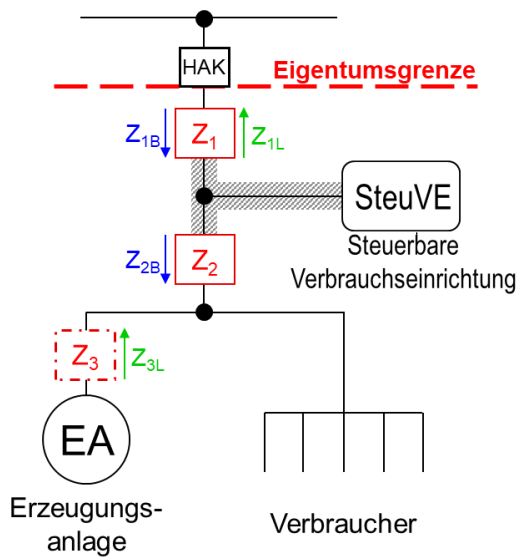 HAK
Eigentumsgrenze
Z1B
Z1
Z1L
SteuVE
Steuerbare
Verbrauchseinrichtung
Z2B
Z2
Z3
Z3L
EA
Erzeugungs-
anlage
Verbraucher